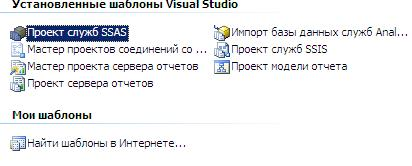 Установленные шаблоны Visual Studio
Проект служб SSAS
Импорт базы данных служб Anal...
Мастер проектов соединений со ...
Проект служб SSIS
Мастер проекта сервера отчетов
Проект модели отчета
Проект сервера отчетов
Мои шаблоны
Найти шаблоны в Интернете...